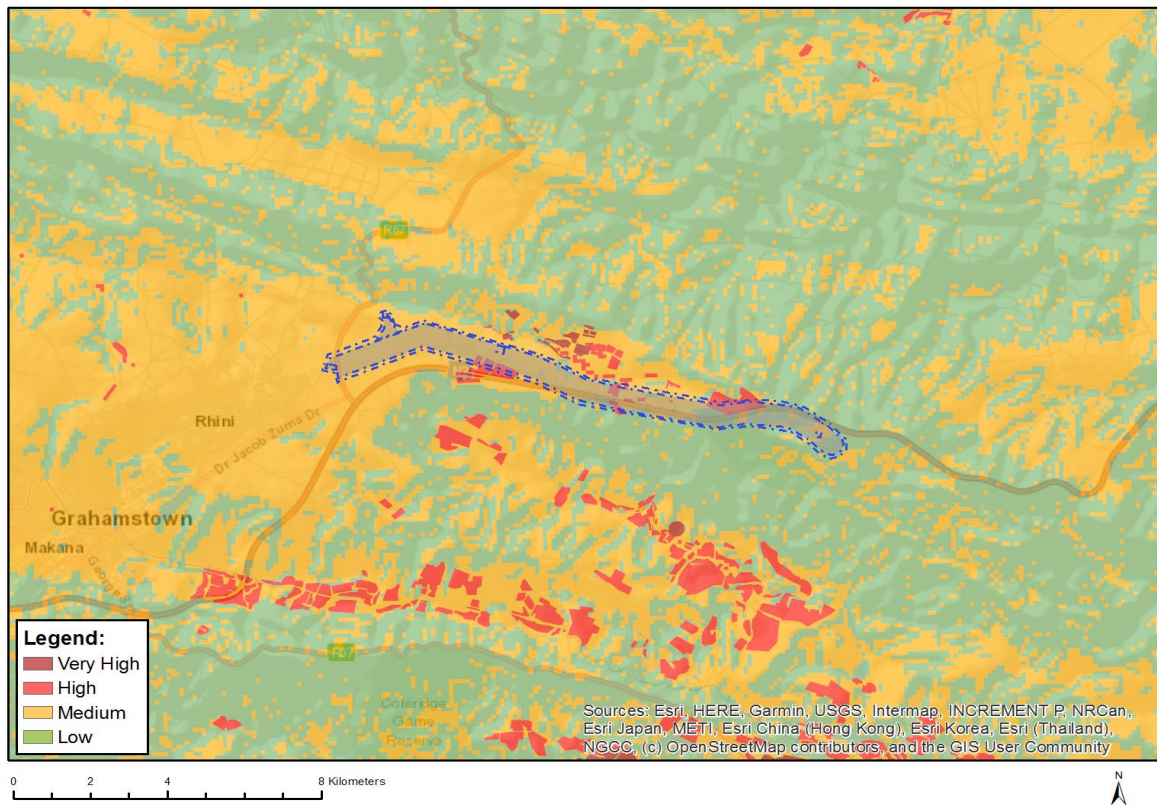 R67
Rhini
Dr Jacob Zuma Dr
Grahamstown
Makana
George St
R67
Coleridge
Game
Reserve
Legend:
Very High
High
Medium
Low
Sources: Esri, HERE, Garmin, USGS, Intermap, INCREMENT P, NRCan,
Esri Japan, METI, Esri China (Hong Kong), Esri Korea, Esri (Thailand),
NGCC, (c) OpenStreetMap contributors, and the GIS User Community
0 2 4 8 Kilometers
N